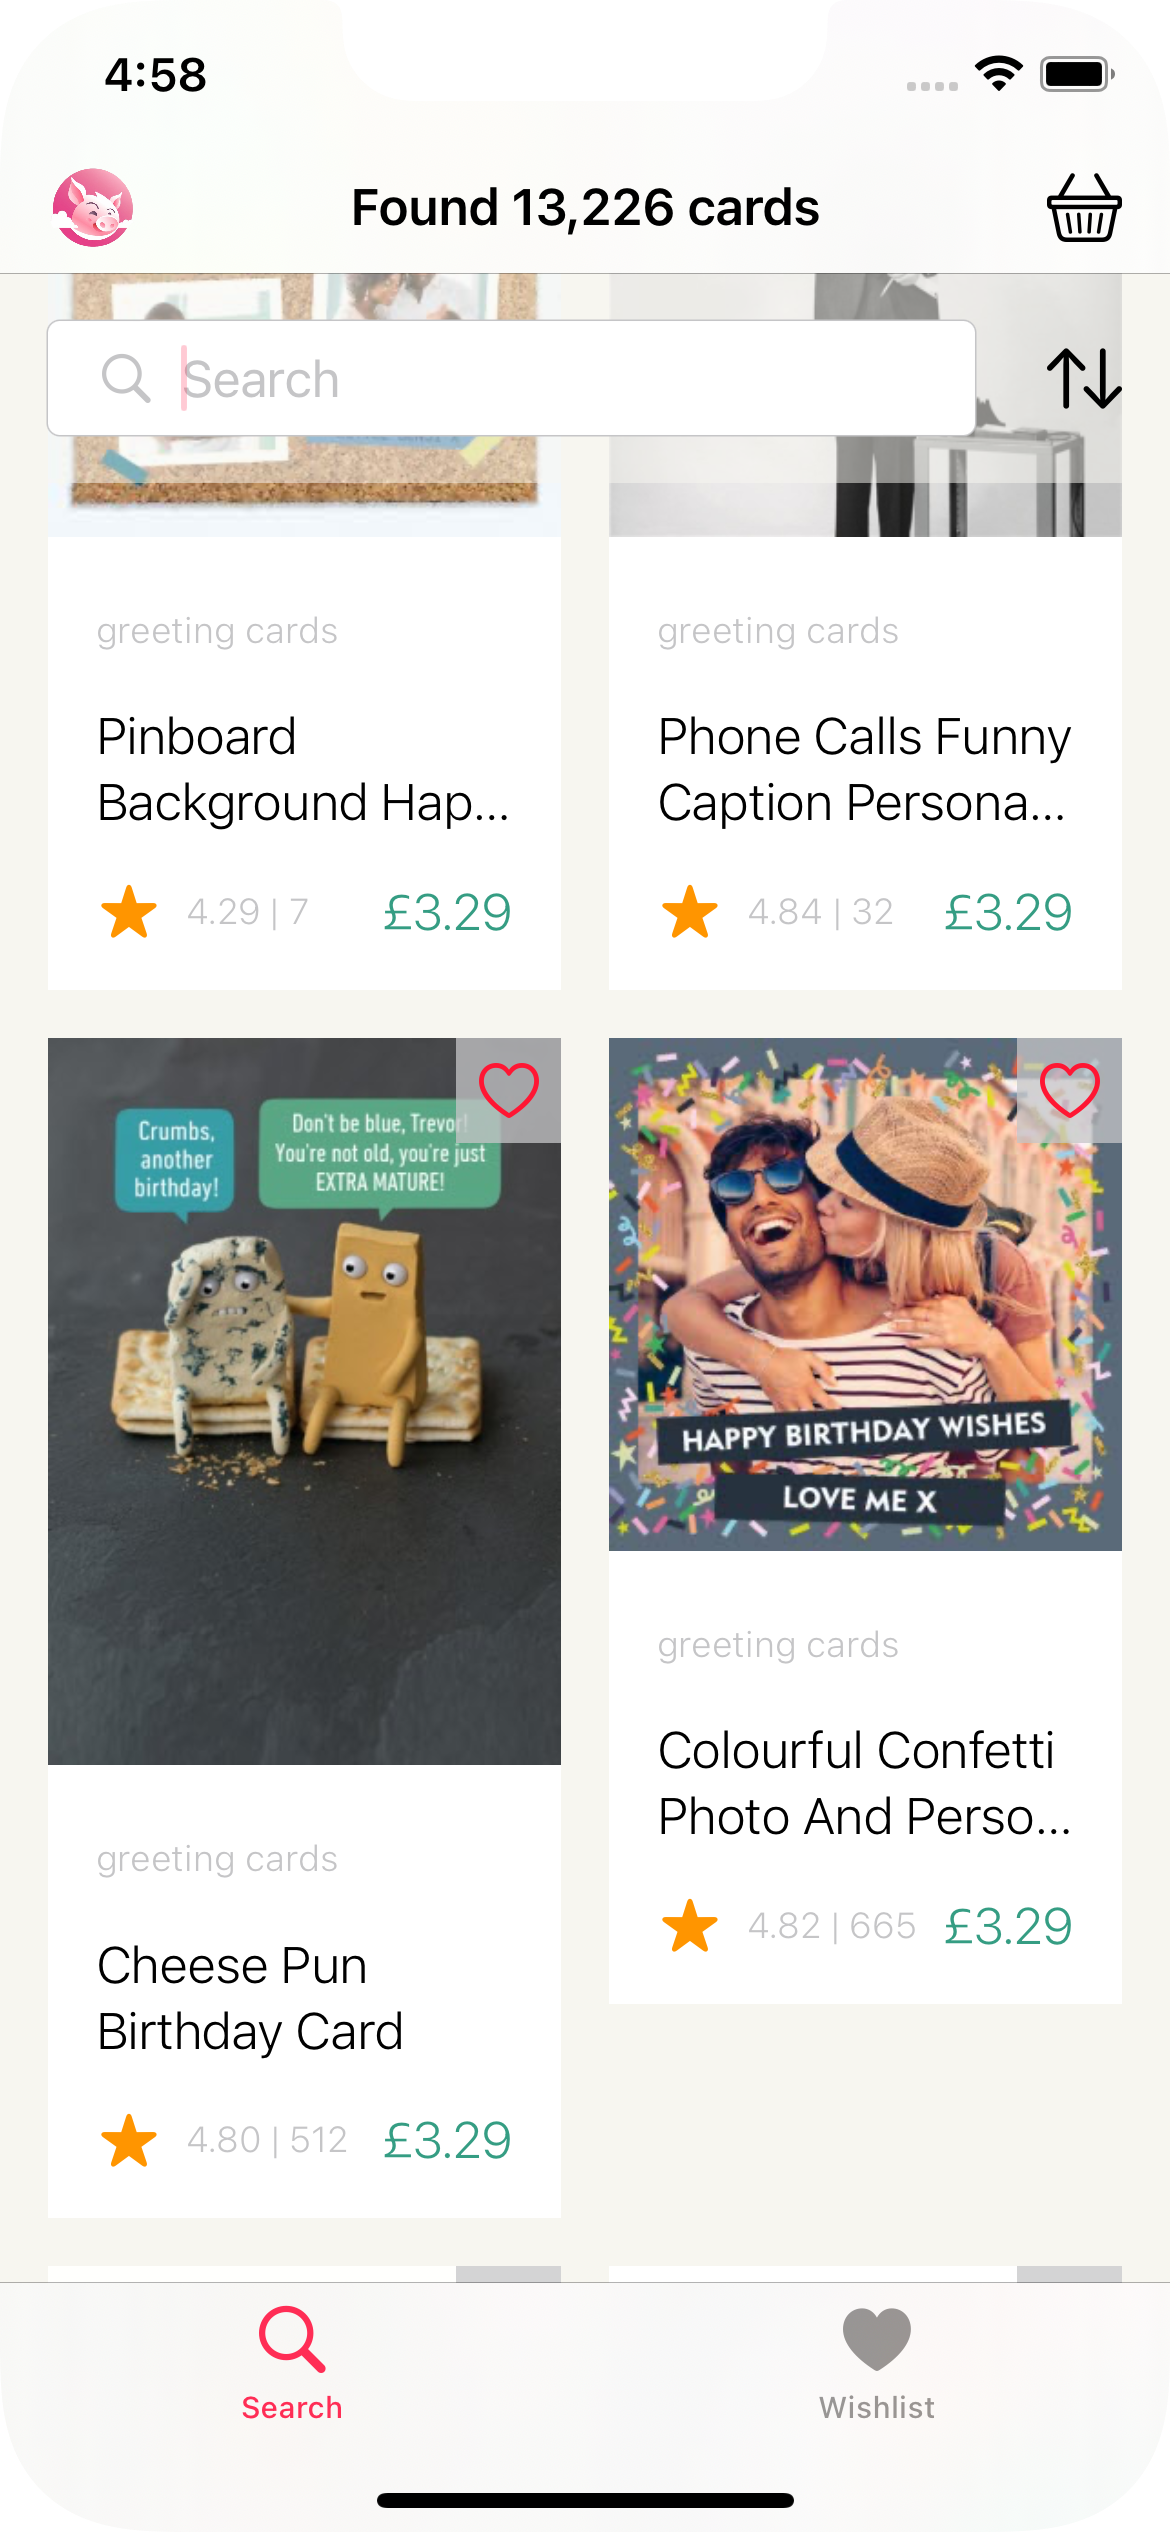 4:58
Found 13,226 cards
Search
greeting cards
Pinboard
Background Hap...
4.29 | 7
£3.29
greeting cards
Phone Calls Funny
Caption Persona...
4.84 | 32
£3.29
Crumbs,
another
birthday!
Don't be blue, Trevor!
You're not old, you're just
EXTRA MATURE!
greeting cards
Cheese Pun
Birthday Card
4.80 | 512
£3.29
HAPPY BIRTHDAY WISHES
LOVE ME X
greeting cards
Colourful Confetti
Photo And Perso...
4.82 | 665
£3.29
Search
Wishlist